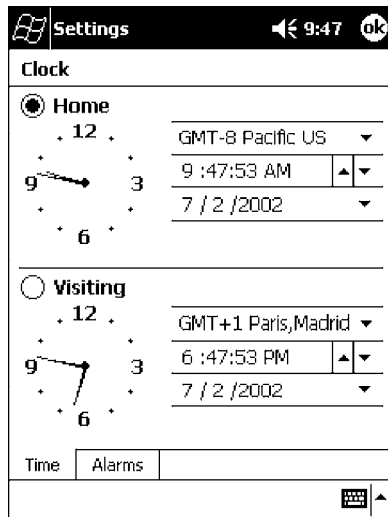 Settings 9:47 ok
Clock
Home
12
3
6
9
GMT-8 Pacific US
9 :47:53 AM
7 / 2 /2002
Visiting
12
3
6
9
GMT+1 Paris,Madrid
6 :47:53 PM
7 / 2 /2002
Time Alarms